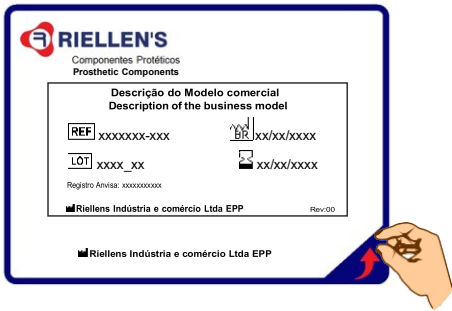 RIELLEN'S
Componentes Protéticos
Prosthetic Components
Descrição do Modelo comercial
Description of the business model
REF xxxxxxx-xxx
BR xx/xx/xxxx
LOT xxxx_xx
xx/xx/xxxx
Registro Anvisa: xxxxxxxxxxx
Riellens Indústria e comércio Ltda EPP Rev:00
Riellens Indústria e comércio Ltda EPP